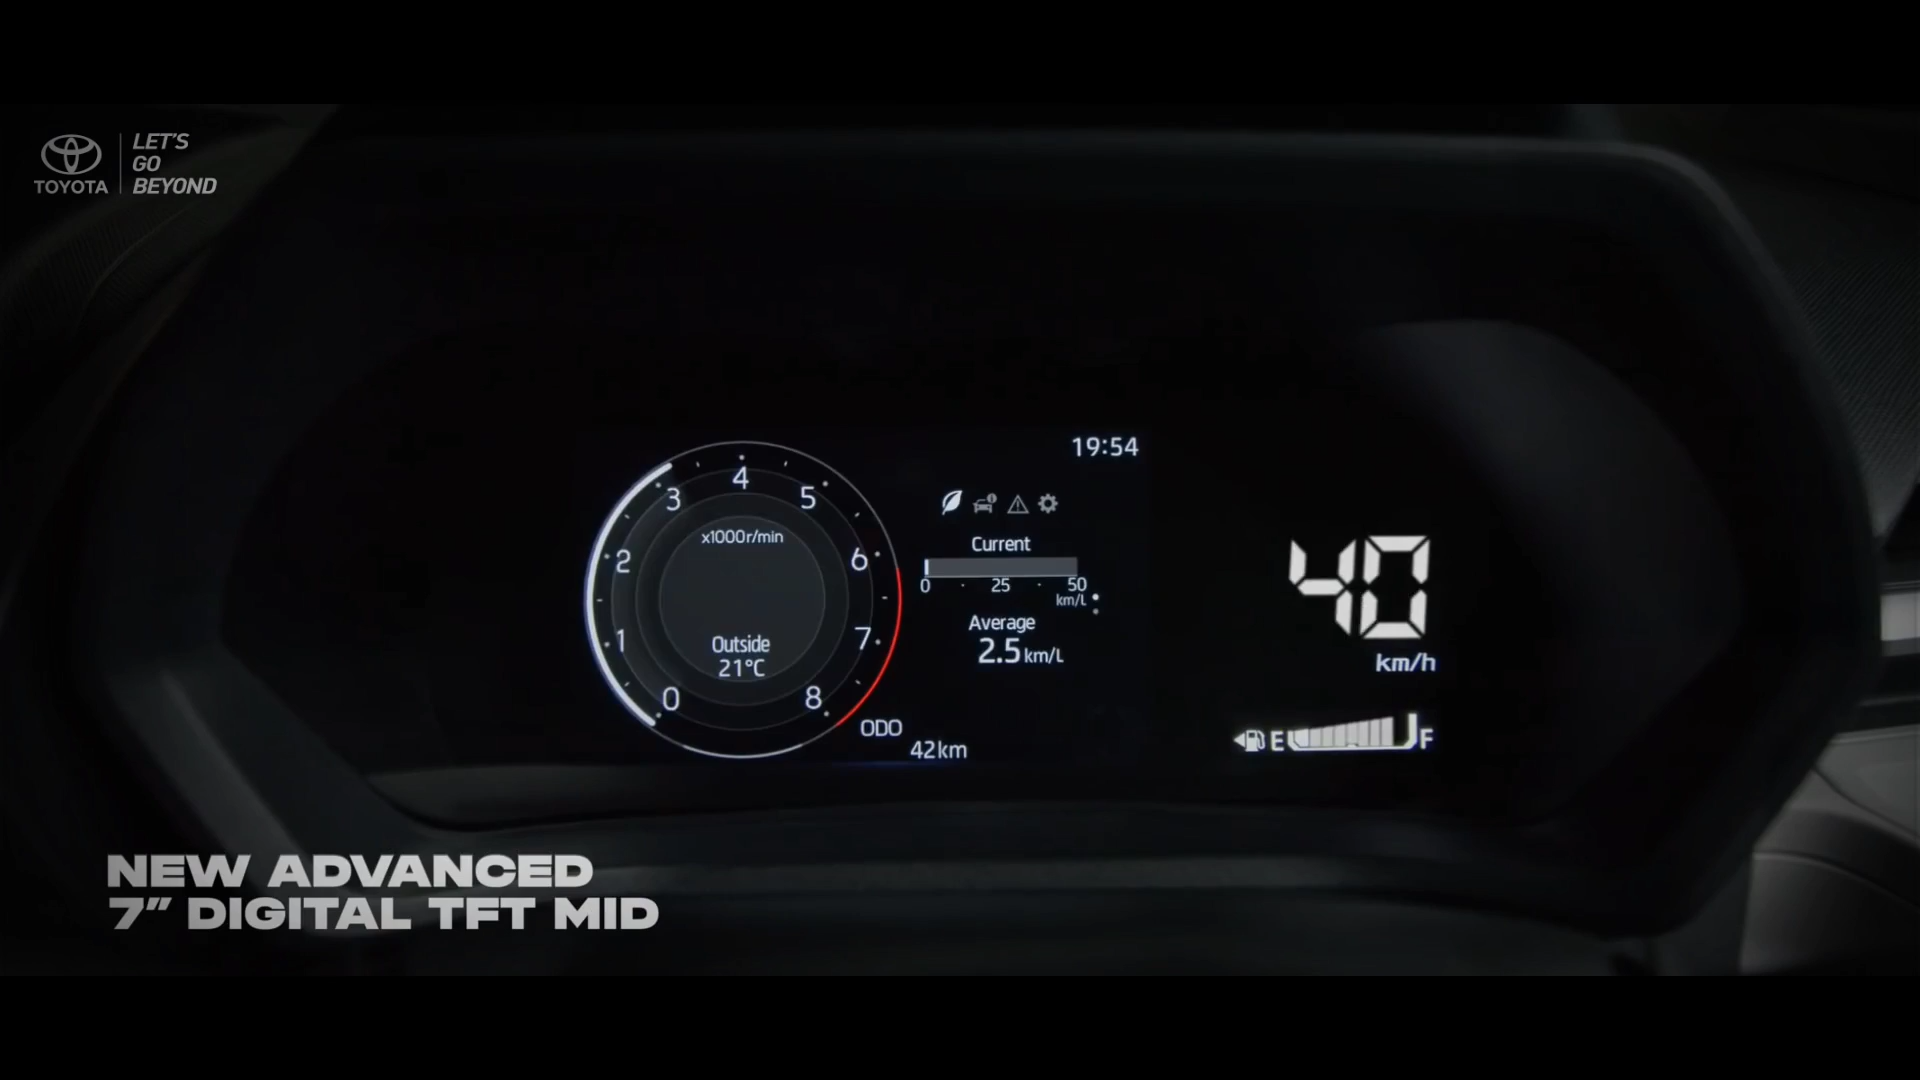 TOYOTA
LET'S
GO
BEYOND
19:54
4
3
5
x1000r/min
2
6
1
7
Outside
21°C
0
8
Current
0 25 50
km/L
Average
2.5 km/L
ODO
42km
40
km/h
E F
NEW ADVANCED
7" DIGITAL TFT MID